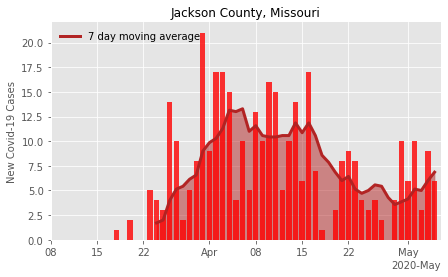 Jackson County, Missouri
7 day moving average
New Covid-19 Cases
20.0
17.5
15.0
12.5
10.0
7.5
5.0
2.5
0.0
08 15 22 Apr 08 15 22 May
2020-May